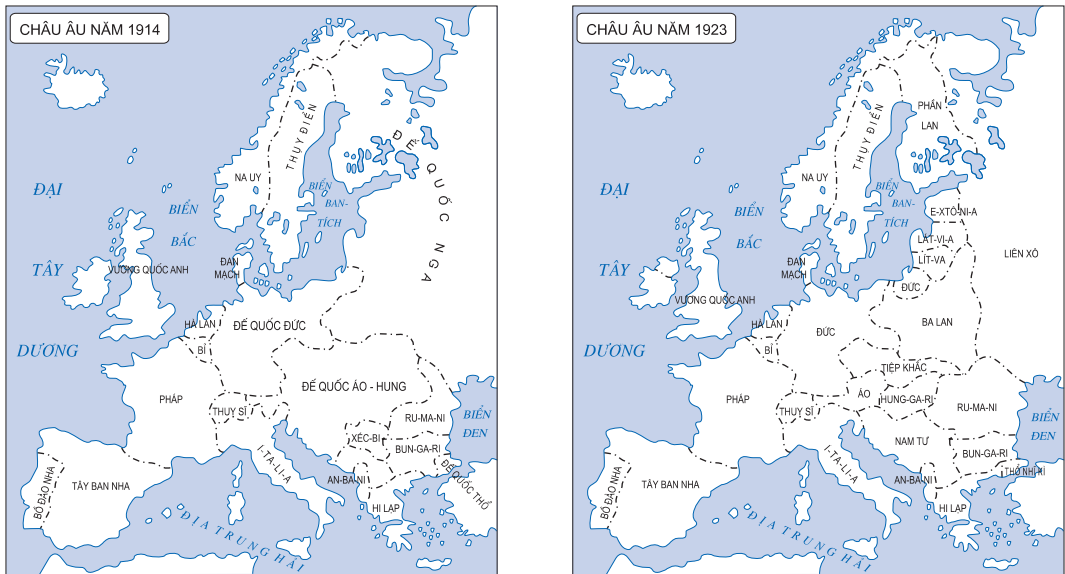 CHÂU ÂU NĂM 1914
ĐẾ QUỐC NGA
THỤY ĐIỂN
NA UY
ĐẠI
TÂY
DƯƠNG
BIỂN
BẮC
BIỂN
BAN-
TÍCH
VƯƠNG QUỐC ANH
ĐAN
MẠCH
HÀ LAN
BỈ
ĐẾ QUỐC ĐỨC
ĐẾ QUỐC ÁO - HUNG
PHÁP
THUỴ SĨ
RU-MA-NI
BIỂN
ĐEN
XÉC-BI
BUN-GA-RI
I-TA-LI-A
ĐẾ QUỐC THỔ
AN-BA-NI
HI LẠP
BỒ ĐÀO NHA
TÂY BAN NHA
ĐỊA TRUNG HẢI
CHÂU ÂU NĂM 1923
PHẦN
LAN
THỤY ĐIỂN
NA UY
ĐẠI
TÂY
DƯƠNG
BIỂN
BẮC
BIỂN
BAN-
TÍCH
E-XTÔ-NI-A
LÁT-VI-A
LÍT-VA
LIÊN XÔ
ĐAN
MẠCH
ĐỨC
VƯƠNG QUỐC ANH
HÀ LAN
BỈ
ĐỨC
BA LAN
TIỆP KHẮC
PHÁP
THUỴ SĨ
ÁO
HUNG-GA-RI
RU-MA-NI
BIỂN
ĐEN
NAM TƯ
BUN-GA-RI
I-TA-LI-A
THỔ NHĨ KÌ
AN-BA-NI
HI LẠP
BỒ ĐÀO NHA
TÂY BAN NHA
ĐỊA TRUNG HẢI